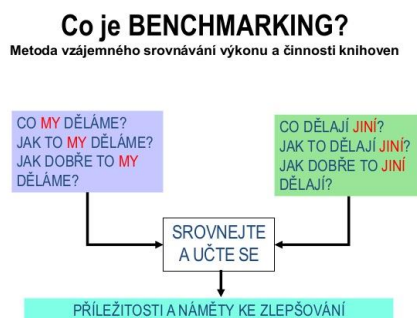 Co je BENCHMARKING?
Metoda vzájemného srovnávání výkonu a činnosti knihoven
CO MY DĚLÁME?
JAK TO MY DĚLÁME?
JAK DOBŘE TO MY
DĚLÁME?
CO DĚLAJÍ JINÍ?
JAK TO DĚLAJÍ JINÍ?
JAK DOBŘE TO JINÍ
DĚLAJÍ?
SROVNEJTE
A UČTE SE
PŘÍLEŽITOSTI A NÁMĚTY KE ZLEPŠOVÁNÍ